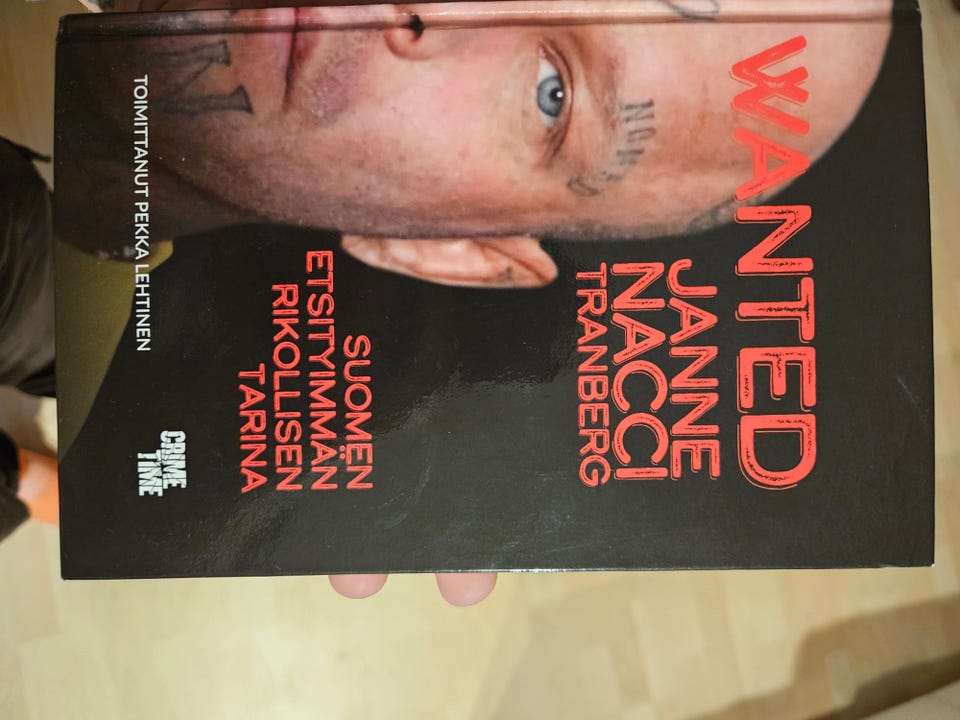 WANTED
JANNE
NACCI
TRANBERG
SUOMEN
ETSITYIMMÄN
RIKOLLISEN
TARINA
CRIME
TIME
TOIMITTANUT PEKKA LEHTINEN